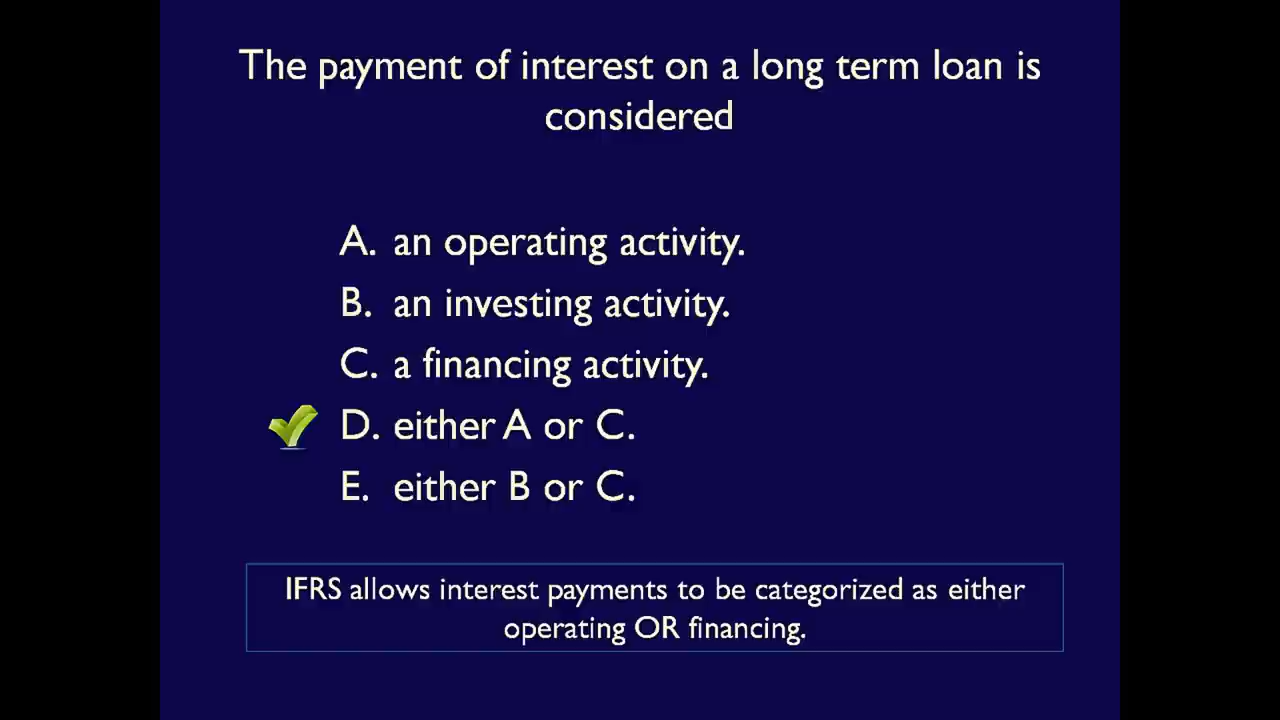 The payment of interest on a long term loan is
considered
A. an operating activity.
B. an investing activity.
C. a financing activity.
D. either A or C.
E. either B or C.
IFRS allows interest payments to be categorized as either
operating OR financing.